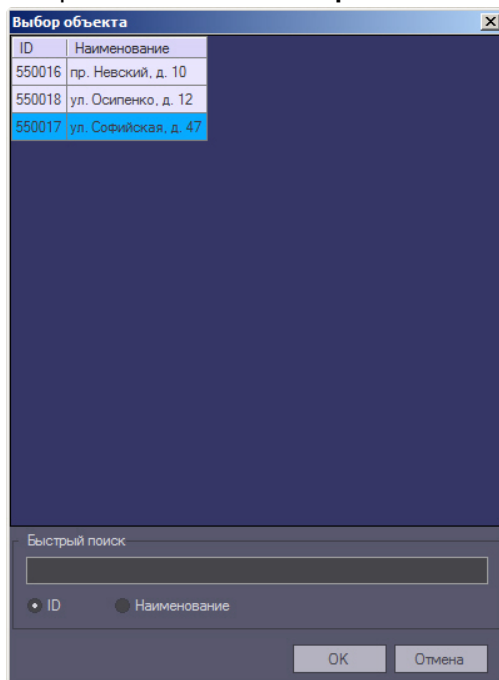 Выбор объекта
ID Наименование
550016 пр. Невский, д. 10
550018 ул. Осипенко, д. 12
550017 ул. Софийская, д. 47
Быстрый поиск
ID Наименование
OK Отмена